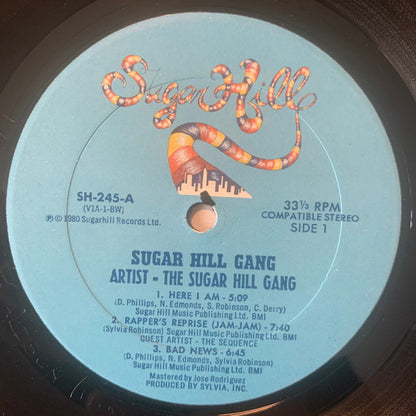 Sugar Hill
SH-245-A
(V1A-1-BW)
℗ © 1980 Sugarhill Records Ltd.
33⅓ RPM
COMPATIBLE STEREO
SIDE 1
SUGAR HILL GANG
ARTIST - THE SUGAR HILL GANG
1. HERE I AM - 5:09
(D. Phillips, N. Edmonds, S. Robinson, C. Derry)
Sugar Hill Music Publishing Ltd. BMI
2. RAPPER'S REPRISE (JAM-JAM) - 7:40
(Sylvia Robinson) Sugar Hill Music Publishing Ltd. BMI
GUEST ARTIST - THE SEQUENCE
3. BAD NEWS - 6:45
(D. Phillips, N. Edmonds, Sylvia Robinson)
Sugar Hill Music Publishing Ltd. BMI
Mastered by Jose Rodriguez
PRODUCED BY SYLVIA, INC.